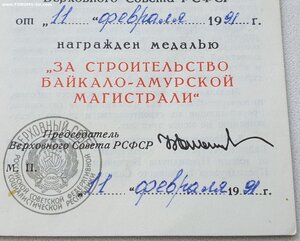 Верховного Совета РСФСР
от „11“ февраля 1991 г.
награжден медалью
"ЗА СТРОИТЕЛЬСТВО
БАЙКАЛО-АМУРСКОЙ
МАГИСТРАЛИ"
Председатель
Верховного Совета РСФСР
М. П.
"11" февраля 1991 г.